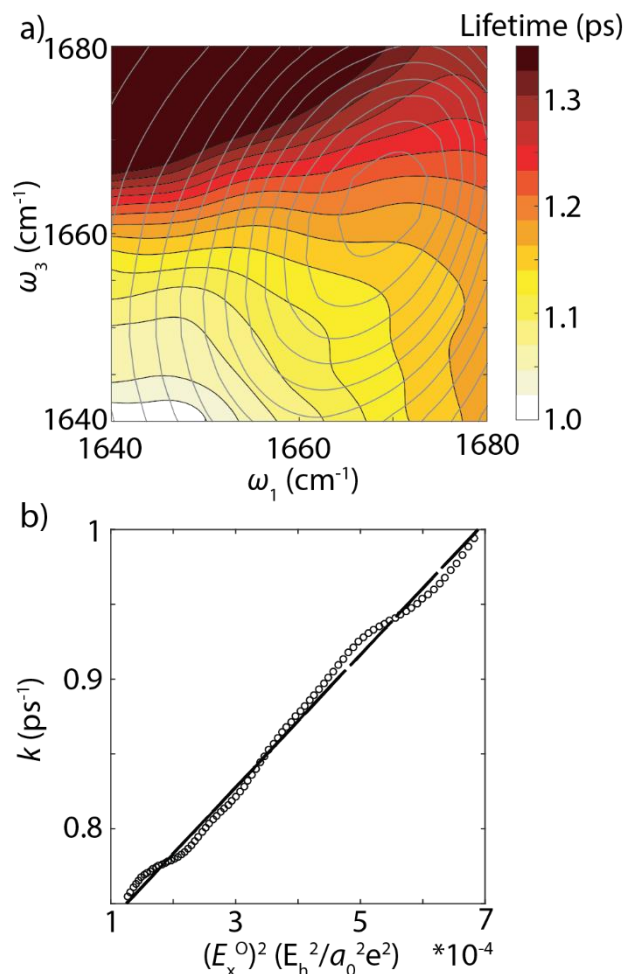 a)
Lifetime (ps)
1680
1660
1640
ω₃ (cm⁻¹)
1640
1660
1680
ω₁ (cm⁻¹)
1.3
1.2
1.1
1.0
b)
1
0.9
0.8
k (ps⁻¹)
1
3
5
7
(Eₓᴼ)² (Eₕ²/a₀²e²) *10⁻⁴